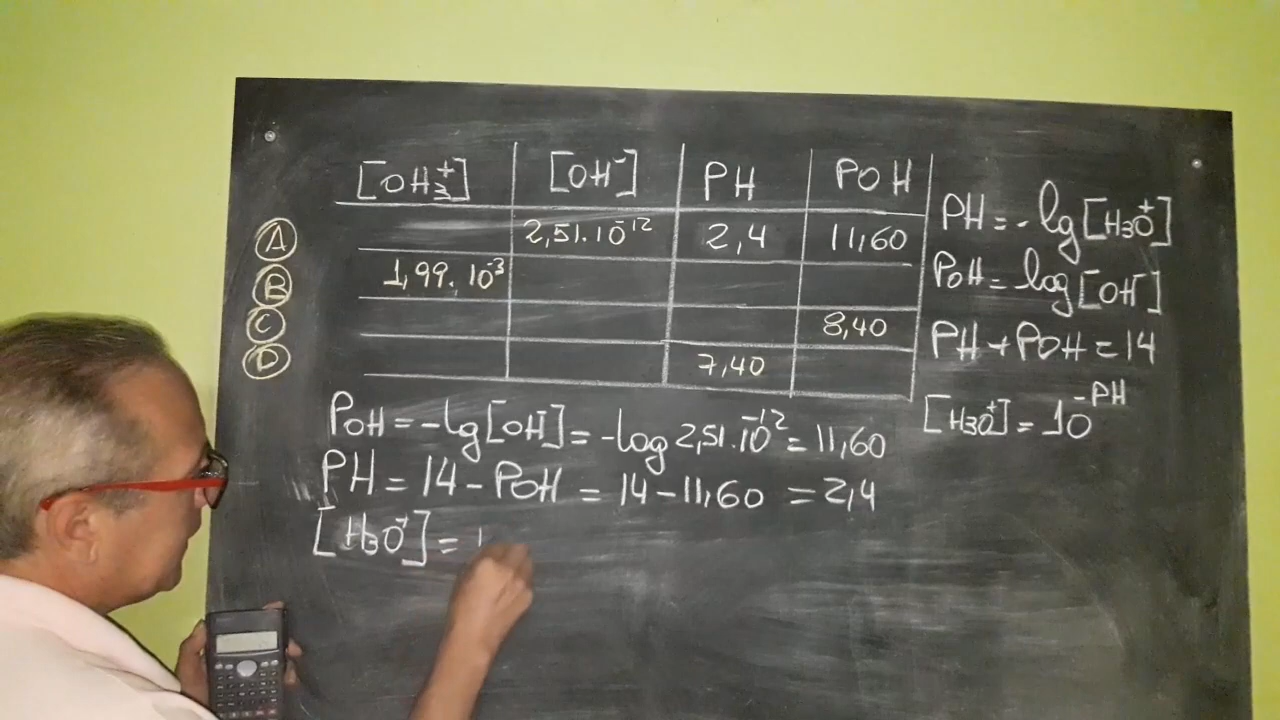 [OH₃⁺] [OH⁻] PH POH
A 2,51.10⁻¹² 2,4 11,60
B 1,99.10⁻³
C 8,40
D 7,40
PH=-lg[H3O⁺]
POH=-log[OH⁻]
PH+POH=14
[H3O⁺]=10⁻ᴾᴴ
POH=-lg[OH⁻]=-log 2,51.10⁻¹²=11,60
PH=14-POH=14-11,60=2,4
[H3O⁺]=